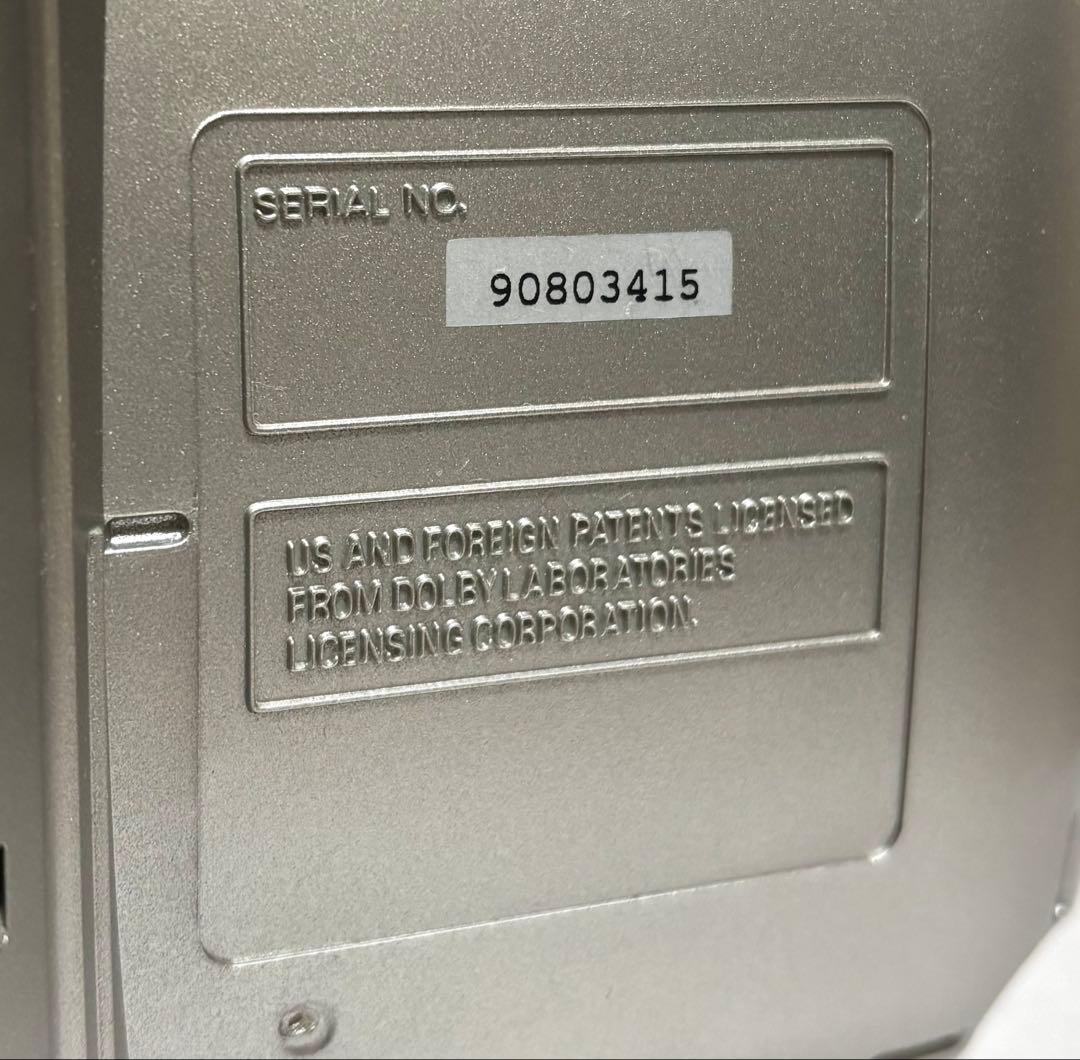 SERIAL NO.
90803415
US AND FOREIGN PATENTS LICENSED
FROM DOLBY LABORATORIES
LICENSING CORPORATION.